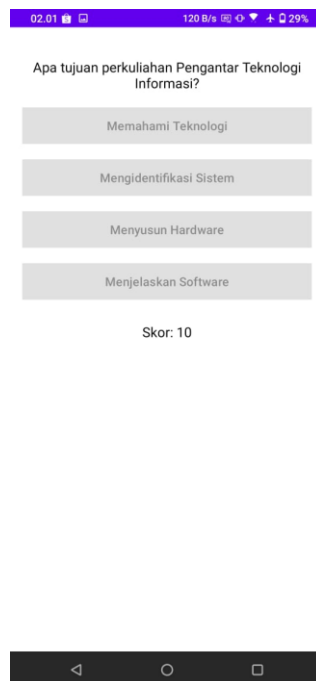 02.01 120 B/s 29%
Apa tujuan perkuliahan Pengantar Teknologi
Informasi?
Memahami Teknologi
Mengidentifikasi Sistem
Menyusun Hardware
Menjelaskan Software
Skor: 10